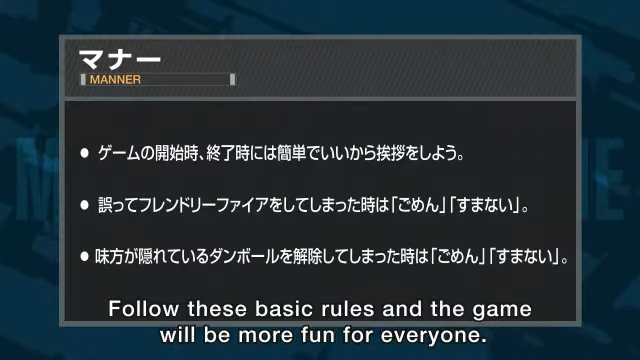 マナー
MANNER
● ゲームの開始時、終了時には簡単でいいから挨拶をしよう。
● 誤ってフレンドリーファイアをしてしまった時は「ごめん」「すまない」。
● 味方が隠れているダンボールを解除してしまった時は「ごめん」「すまない」。
Follow these basic rules and the game
will be more fun for everyone.